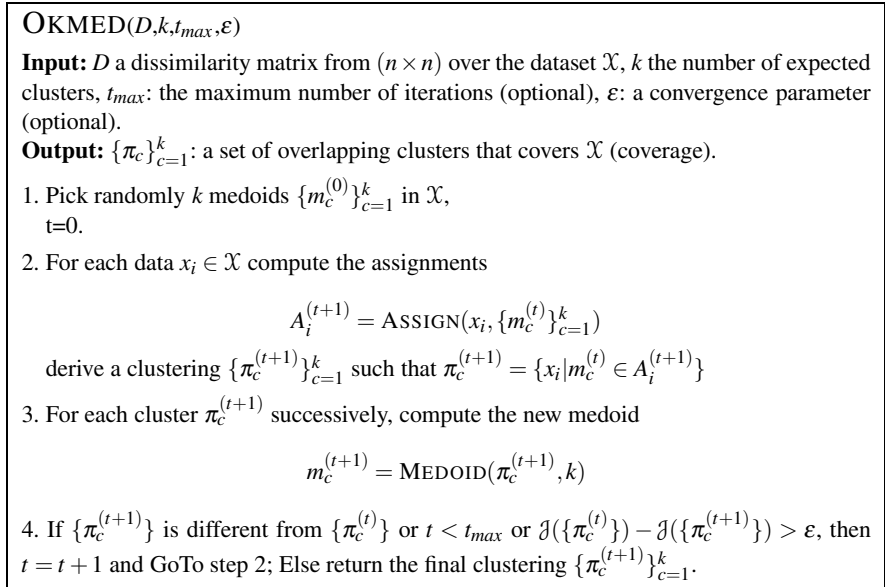 OKMED(D,k,t_max,ε)
Input: D a dissimilarity matrix from (n × n) over the dataset 𝒳, k the number of expected
clusters, t_max: the maximum number of iterations (optional), ε: a convergence parameter
(optional).
Output: {π_c}_{c=1}^k: a set of overlapping clusters that covers 𝒳 (coverage).
1. Pick randomly k medoids {m_c^{(0)}}_{c=1}^k in 𝒳,
t=0.
2. For each data x_i ∈ 𝒳 compute the assignments
A_i^{(t+1)} = ASSIGN(x_i, {m_c^{(t)}}_{c=1}^k)
derive a clustering {π_c^{(t+1)}}_{c=1}^k such that π_c^{(t+1)} = {x_i|m_c^{(t)} ∈ A_i^{(t+1)}}
3. For each cluster π_c^{(t+1)} successively, compute the new medoid
m_c^{(t+1)} = MEDOID(π_c^{(t+1)}, k)
4. If {π_c^{(t+1)}} is different from {π_c^{(t)}} or t < t_max or 𝒥({π_c^{(t)}}) − 𝒥({π_c^{(t+1)}}) > ε, then
t = t + 1 and GoTo step 2; Else return the final clustering {π_c^{(t+1)}}_{c=1}^k.